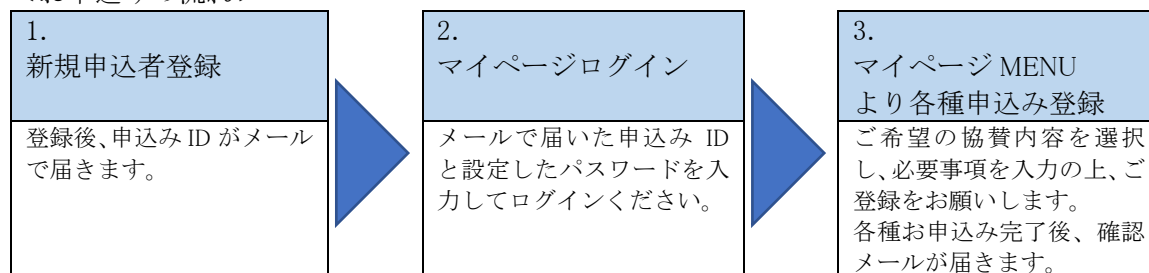 1.
新規申込者登録
登録後、申込み ID がメール
で届きます。
2.
マイページログイン
メールで届いた申込み ID
と設定したパスワードを入
力してログインください。
3.
マイページ MENU
より各種申込み登録
ご希望の協賛内容を選択
し、必要事項を入力の上、ご
登録をお願いします。
各種お申込み完了後、確認
メールが届きます。